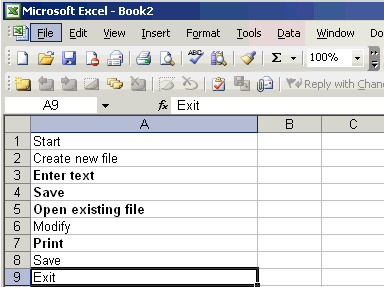 Microsoft Excel - Book2
File Edit View Insert Format Tools Data Window Do
ABC Σ 100%
Reply with Chan
A9 fx Exit
A B C
1 Start
2 Create new file
3 Enter text
4 Save
5 Open existing file
6 Modify
7 Print
8 Save
9 Exit